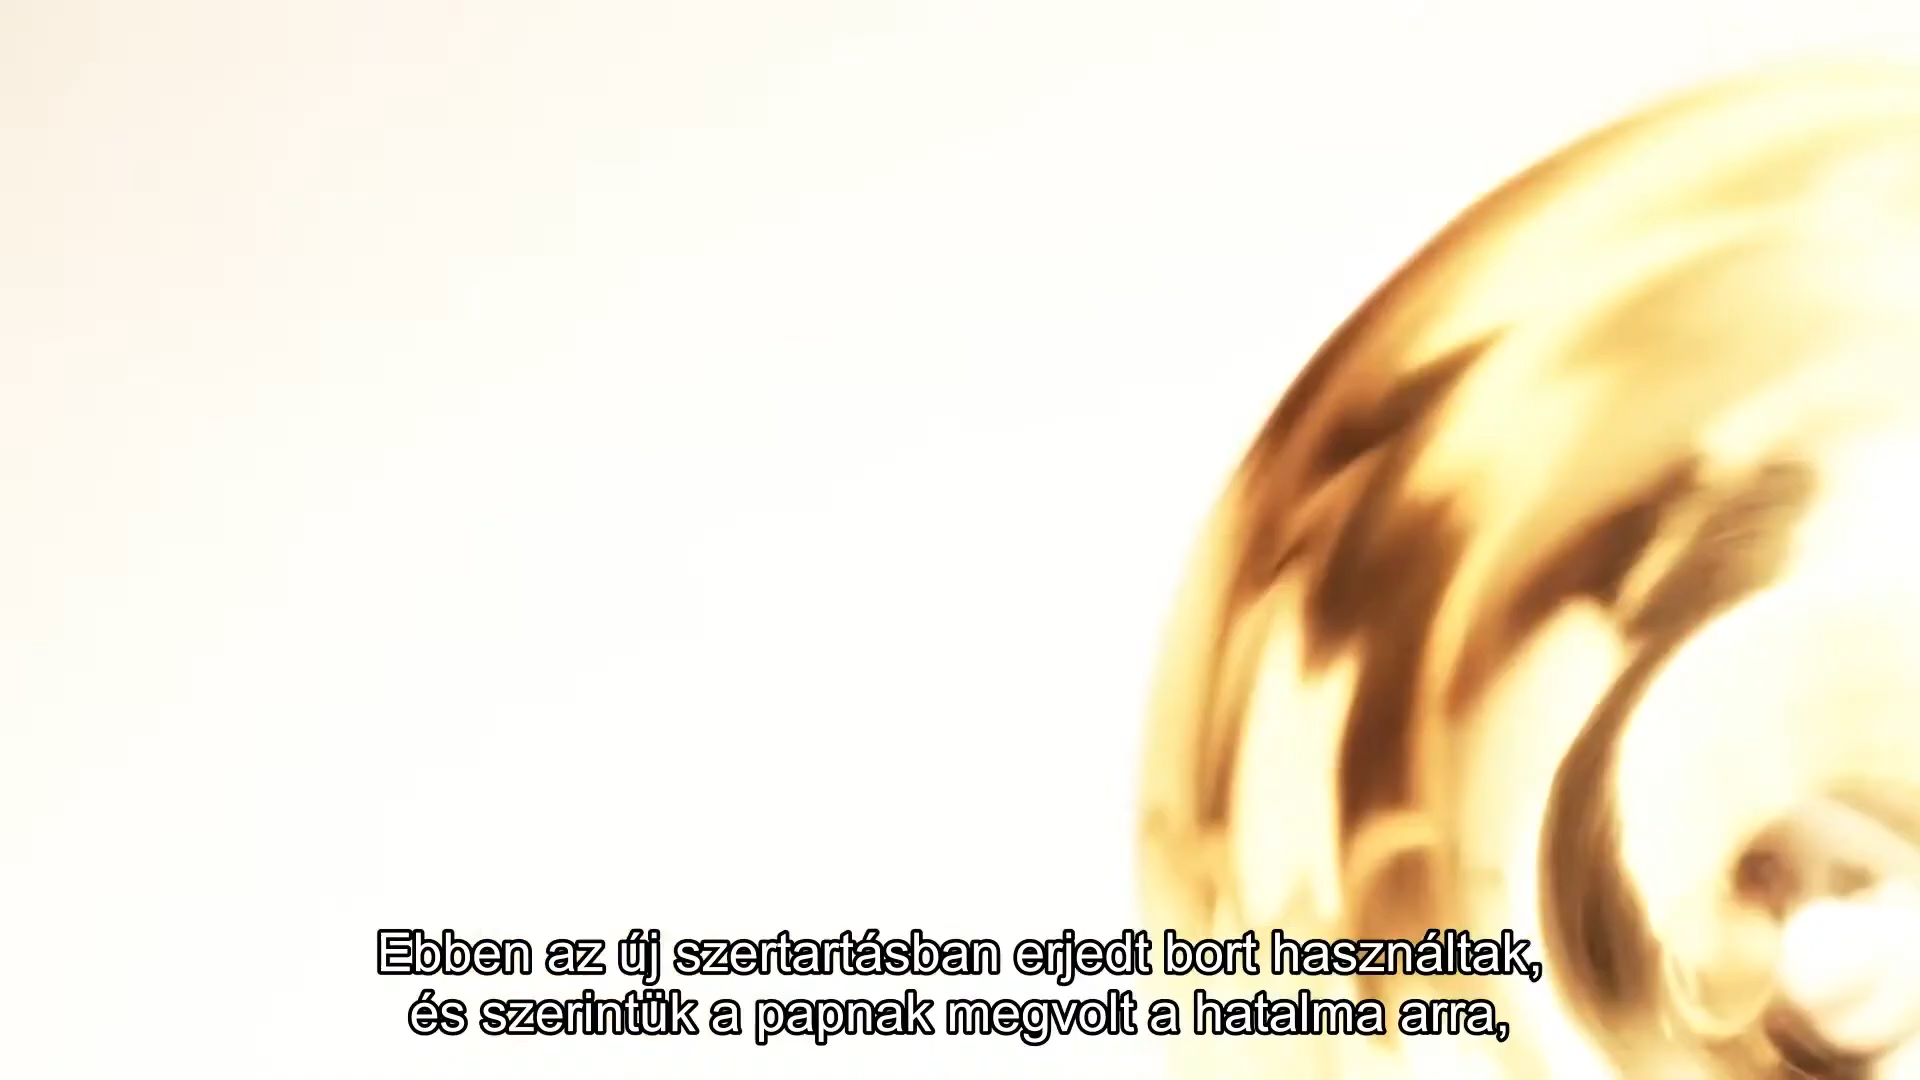 Ebben az új szertartásban erjedt bort használtak,
és szerintük a papnak megvolt a hatalma arra,